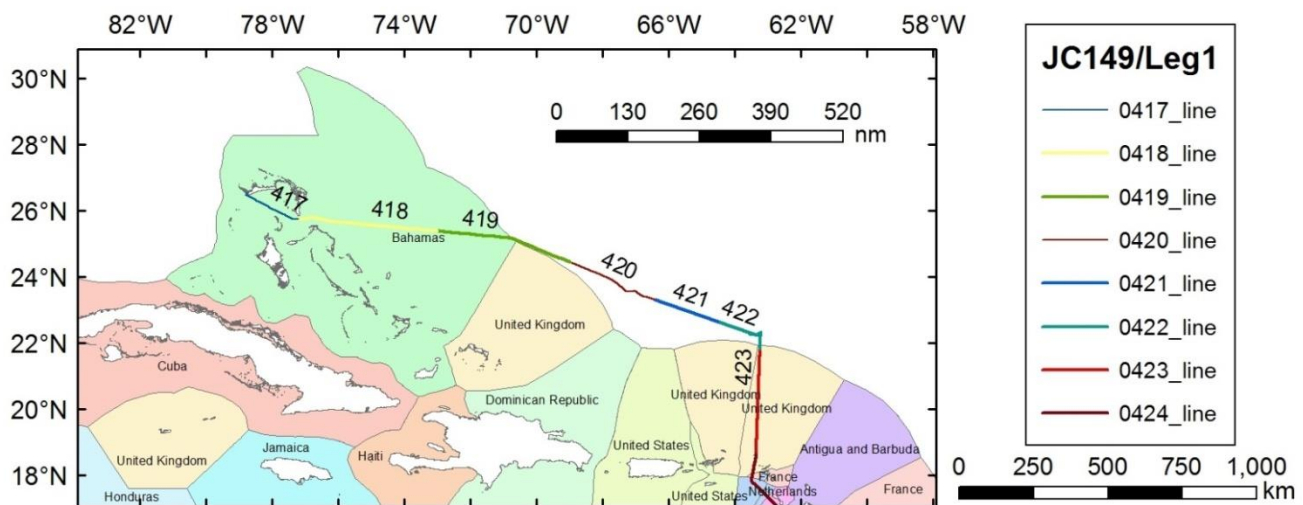 82°W 78°W 74°W 70°W 66°W 62°W 58°W
JC149/Leg1
0417_line
0418_line
0419_line
0420_line
0421_line
0422_line
0423_line
0424_line
0 250 500 750 1,000
km
30°N
28°N
26°N
24°N
22°N
20°N
18°N
0 130 260 390 520
nm
417
418
419
420
421
422
423
Bahamas
United Kingdom
Cuba
United Kingdom
United Kingdom
Dominican Republic
United States
Antigua and Barbuda
United Kingdom
Jamaica
Haiti
France
Netherlands
United States
France
Honduras